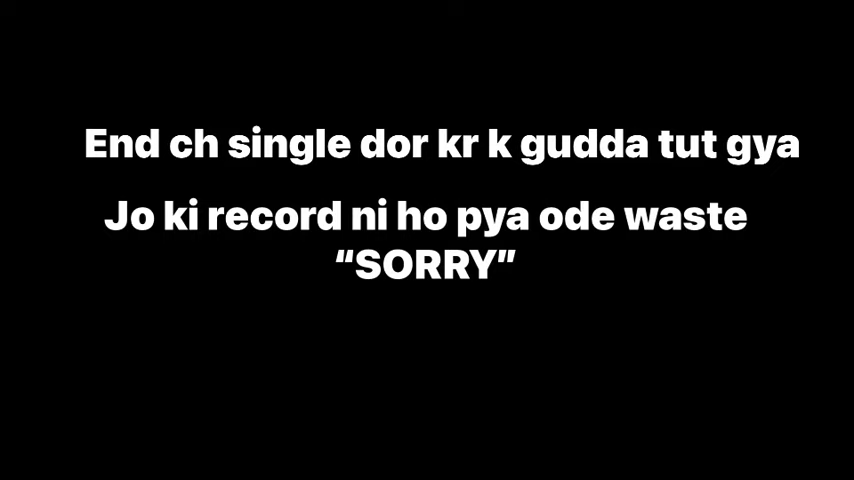 End ch single dor kr k gudda tut gya
Jo ki record ni ho pya ode waste
“SORRY”